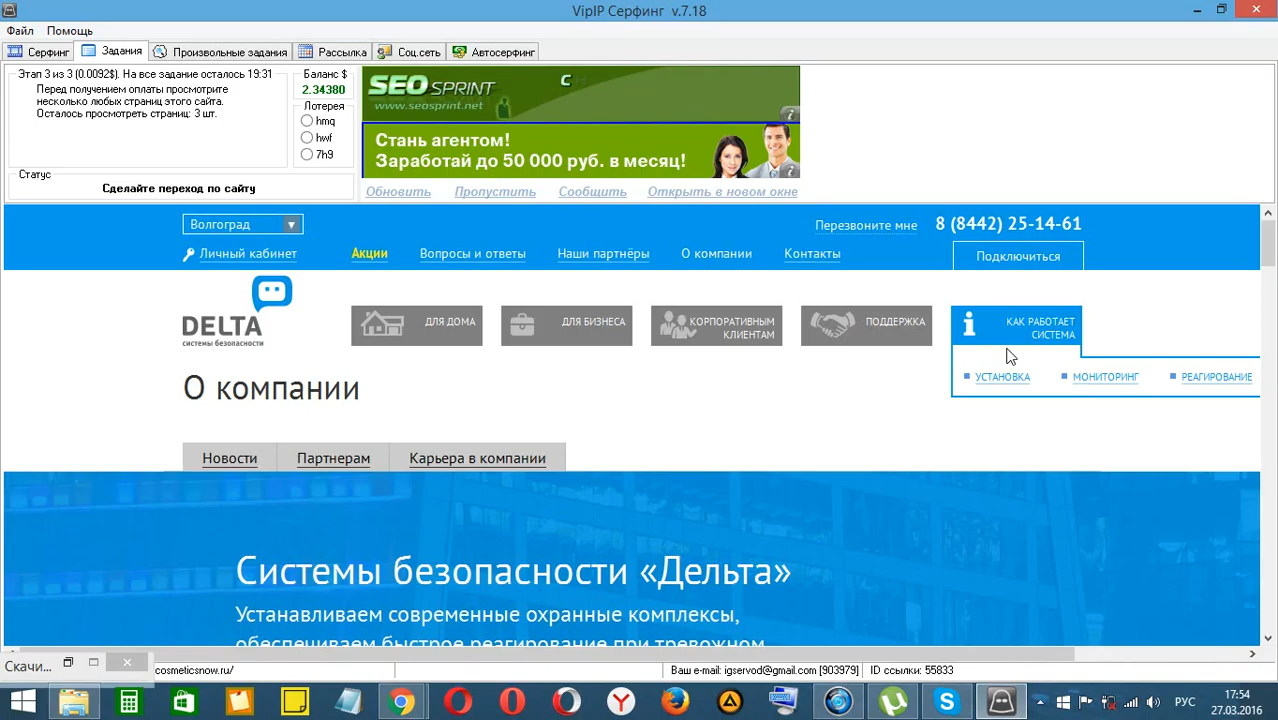 VipIP Серфинг v.7.18
Файл Помощь
Серфинг Задания Произвольные задания Рассылка Соц.сеть Автосерфинг
Этап 3 из 3 (0.0092$). На все задание осталось 19:31
Перед получением оплаты просмотрите
несколько любых страниц этого сайта.
Осталось просмотреть страниц: 3 шт.
Статус
Сделайте переход по сайту
Баланс $
2.34380
Лотерея
hmq
hwf
7h9
SEO SPRINT
www.seosprint.net
С
Стань агентом!
Заработай до 50 000 руб. в месяц!
Обновить Пропустить Сообщить Открыть в новом окне
Волгоград
Перезвоните мне 8 (8442) 25-14-61
Личный кабинет Акции Вопросы и ответы Наши партнёры О компании Контакты Подключиться
DELTA
системы безопасности
ДЛЯ ДОМА
ДЛЯ БИЗНЕСА
КОРПОРАТИВНЫМ
КЛИЕНТАМ
ПОДДЕРЖКА
КАК РАБОТАЕТ
СИСТЕМА
УСТАНОВКА МОНИТОРИНГ РЕАГИРОВАНИЕ
О компании
Новости Партнерам Карьера в компании
Системы безопасности «Дельта»
Устанавливаем современные охранные комплексы,
обеспечиваем быстрое реагирование при тревожном
Скачи...
cosmeticsnow.ru/ Ваш e-mail: igservod@gmail.com [903979] ID ссылки: 55833
РУС
17:54
27.03.2016